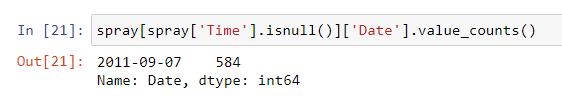 In [21]: spray[spray['Time'].isnull()]['Date'].value_counts()
Out[21]: 2011-09-07    584
Name: Date, dtype: int64